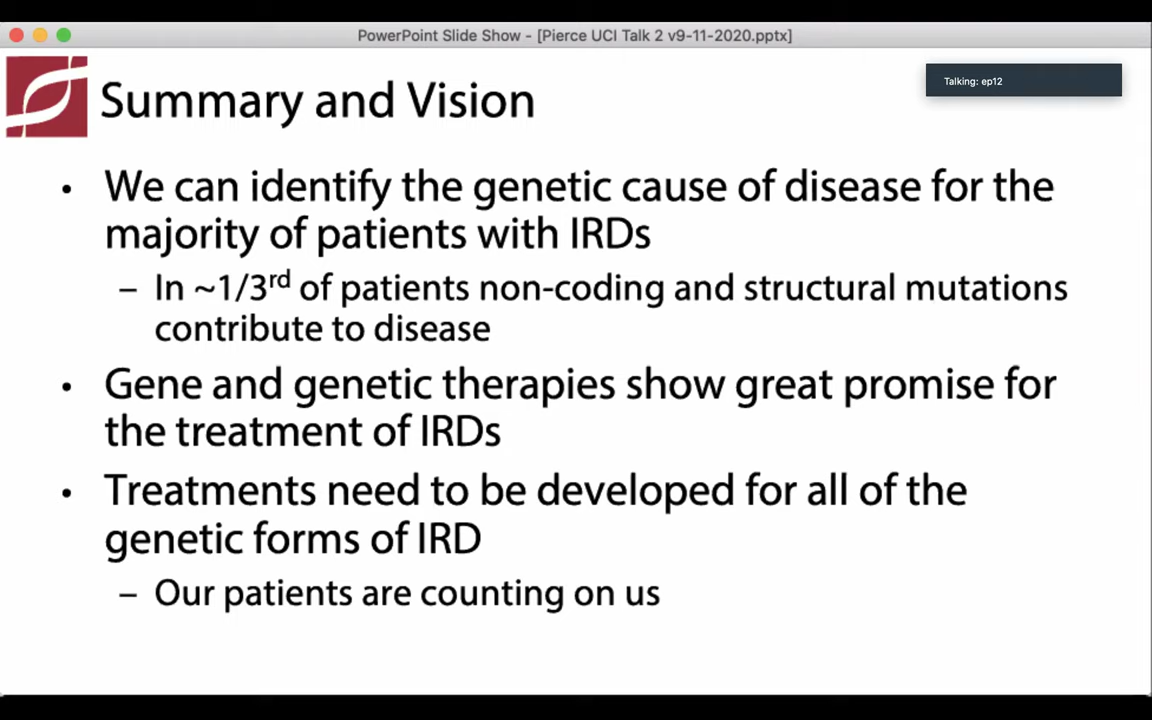 PowerPoint Slide Show - [Pierce UCI Talk 2 v9-11-2020.pptx]
Talking: ep12
Summary and Vision
• We can identify the genetic cause of disease for the
majority of patients with IRDs
– In ~1/3rd of patients non-coding and structural mutations
contribute to disease
• Gene and genetic therapies show great promise for
the treatment of IRDs
• Treatments need to be developed for all of the
genetic forms of IRD
– Our patients are counting on us